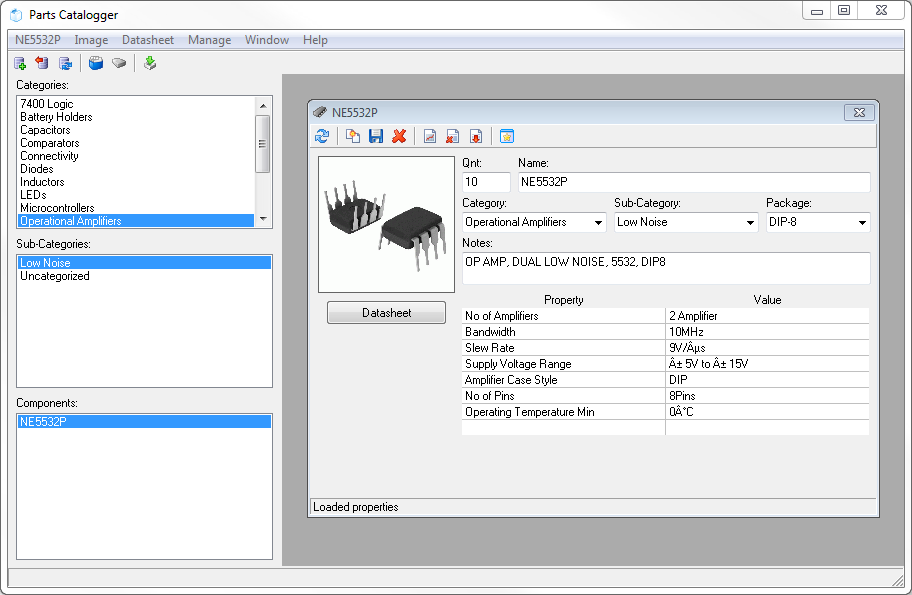 Parts Catalogger
NE5532P Image Datasheet Manage Window Help
Categories:
7400 Logic
Battery Holders
Capacitors
Comparators
Connectivity
Diodes
Inductors
LEDs
Microcontrollers
Operational Amplifiers
Sub-Categories:
Low Noise
Uncategorized
Components:
NE5532P
NE5532P
Qnt: Name:
10 NE5532P
Category: Sub-Category: Package:
Operational Amplifiers Low Noise DIP-8
Notes:
OP AMP, DUAL LOW NOISE, 5532, DIP8
Datasheet
Property Value
No of Amplifiers 2 Amplifier
Bandwidth 10MHz
Slew Rate 9V/Âµs
Supply Voltage Range Â± 5V to Â± 15V
Amplifier Case Style DIP
No of Pins 8Pins
Operating Temperature Min 0Â°C
Loaded properties